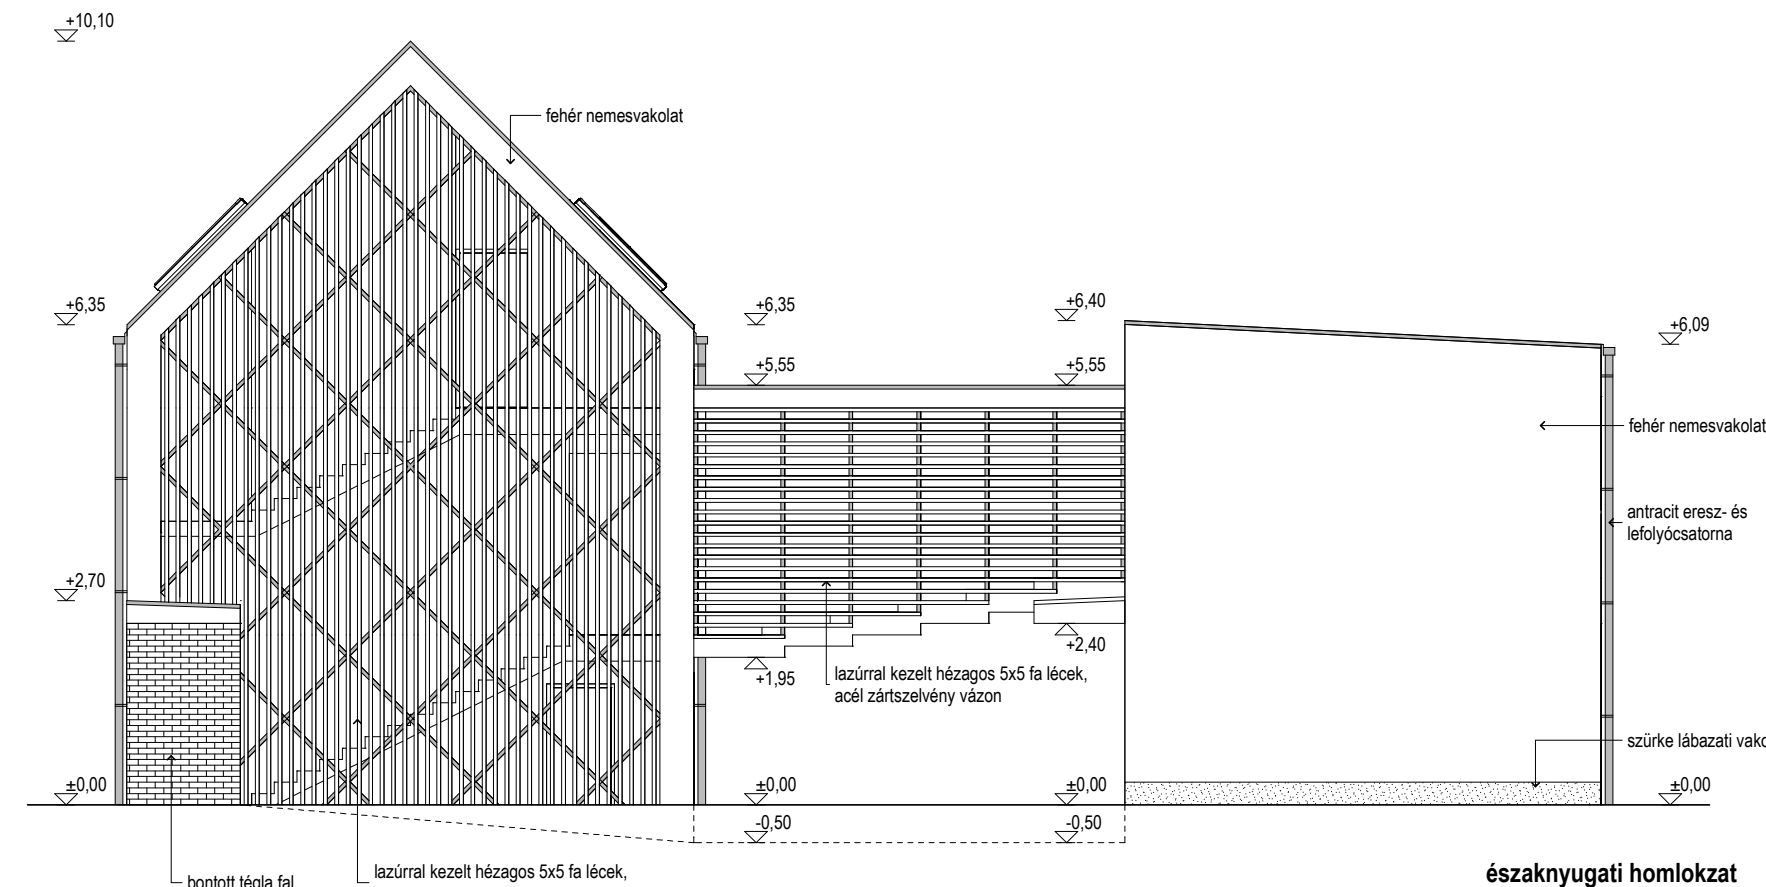 +10,10
fehér nemesvakolat
+6,35
+6,35
+6,40
+6,09
+5,55
+5,55
fehér nemesvakolat
antracit eresz- és
lefolyócsatorna
+2,70
+2,40
+1,95
lazúrral kezelt hézagos 5x5 fa lécek,
acél zártszelvény vázon
szürke lábazati vako
±0,00
±0,00
±0,00
±0,00
-0,50
-0,50
bontott tégla fal
lazúrral kezelt hézagos 5x5 fa lécek,
északnyugati homlokzat